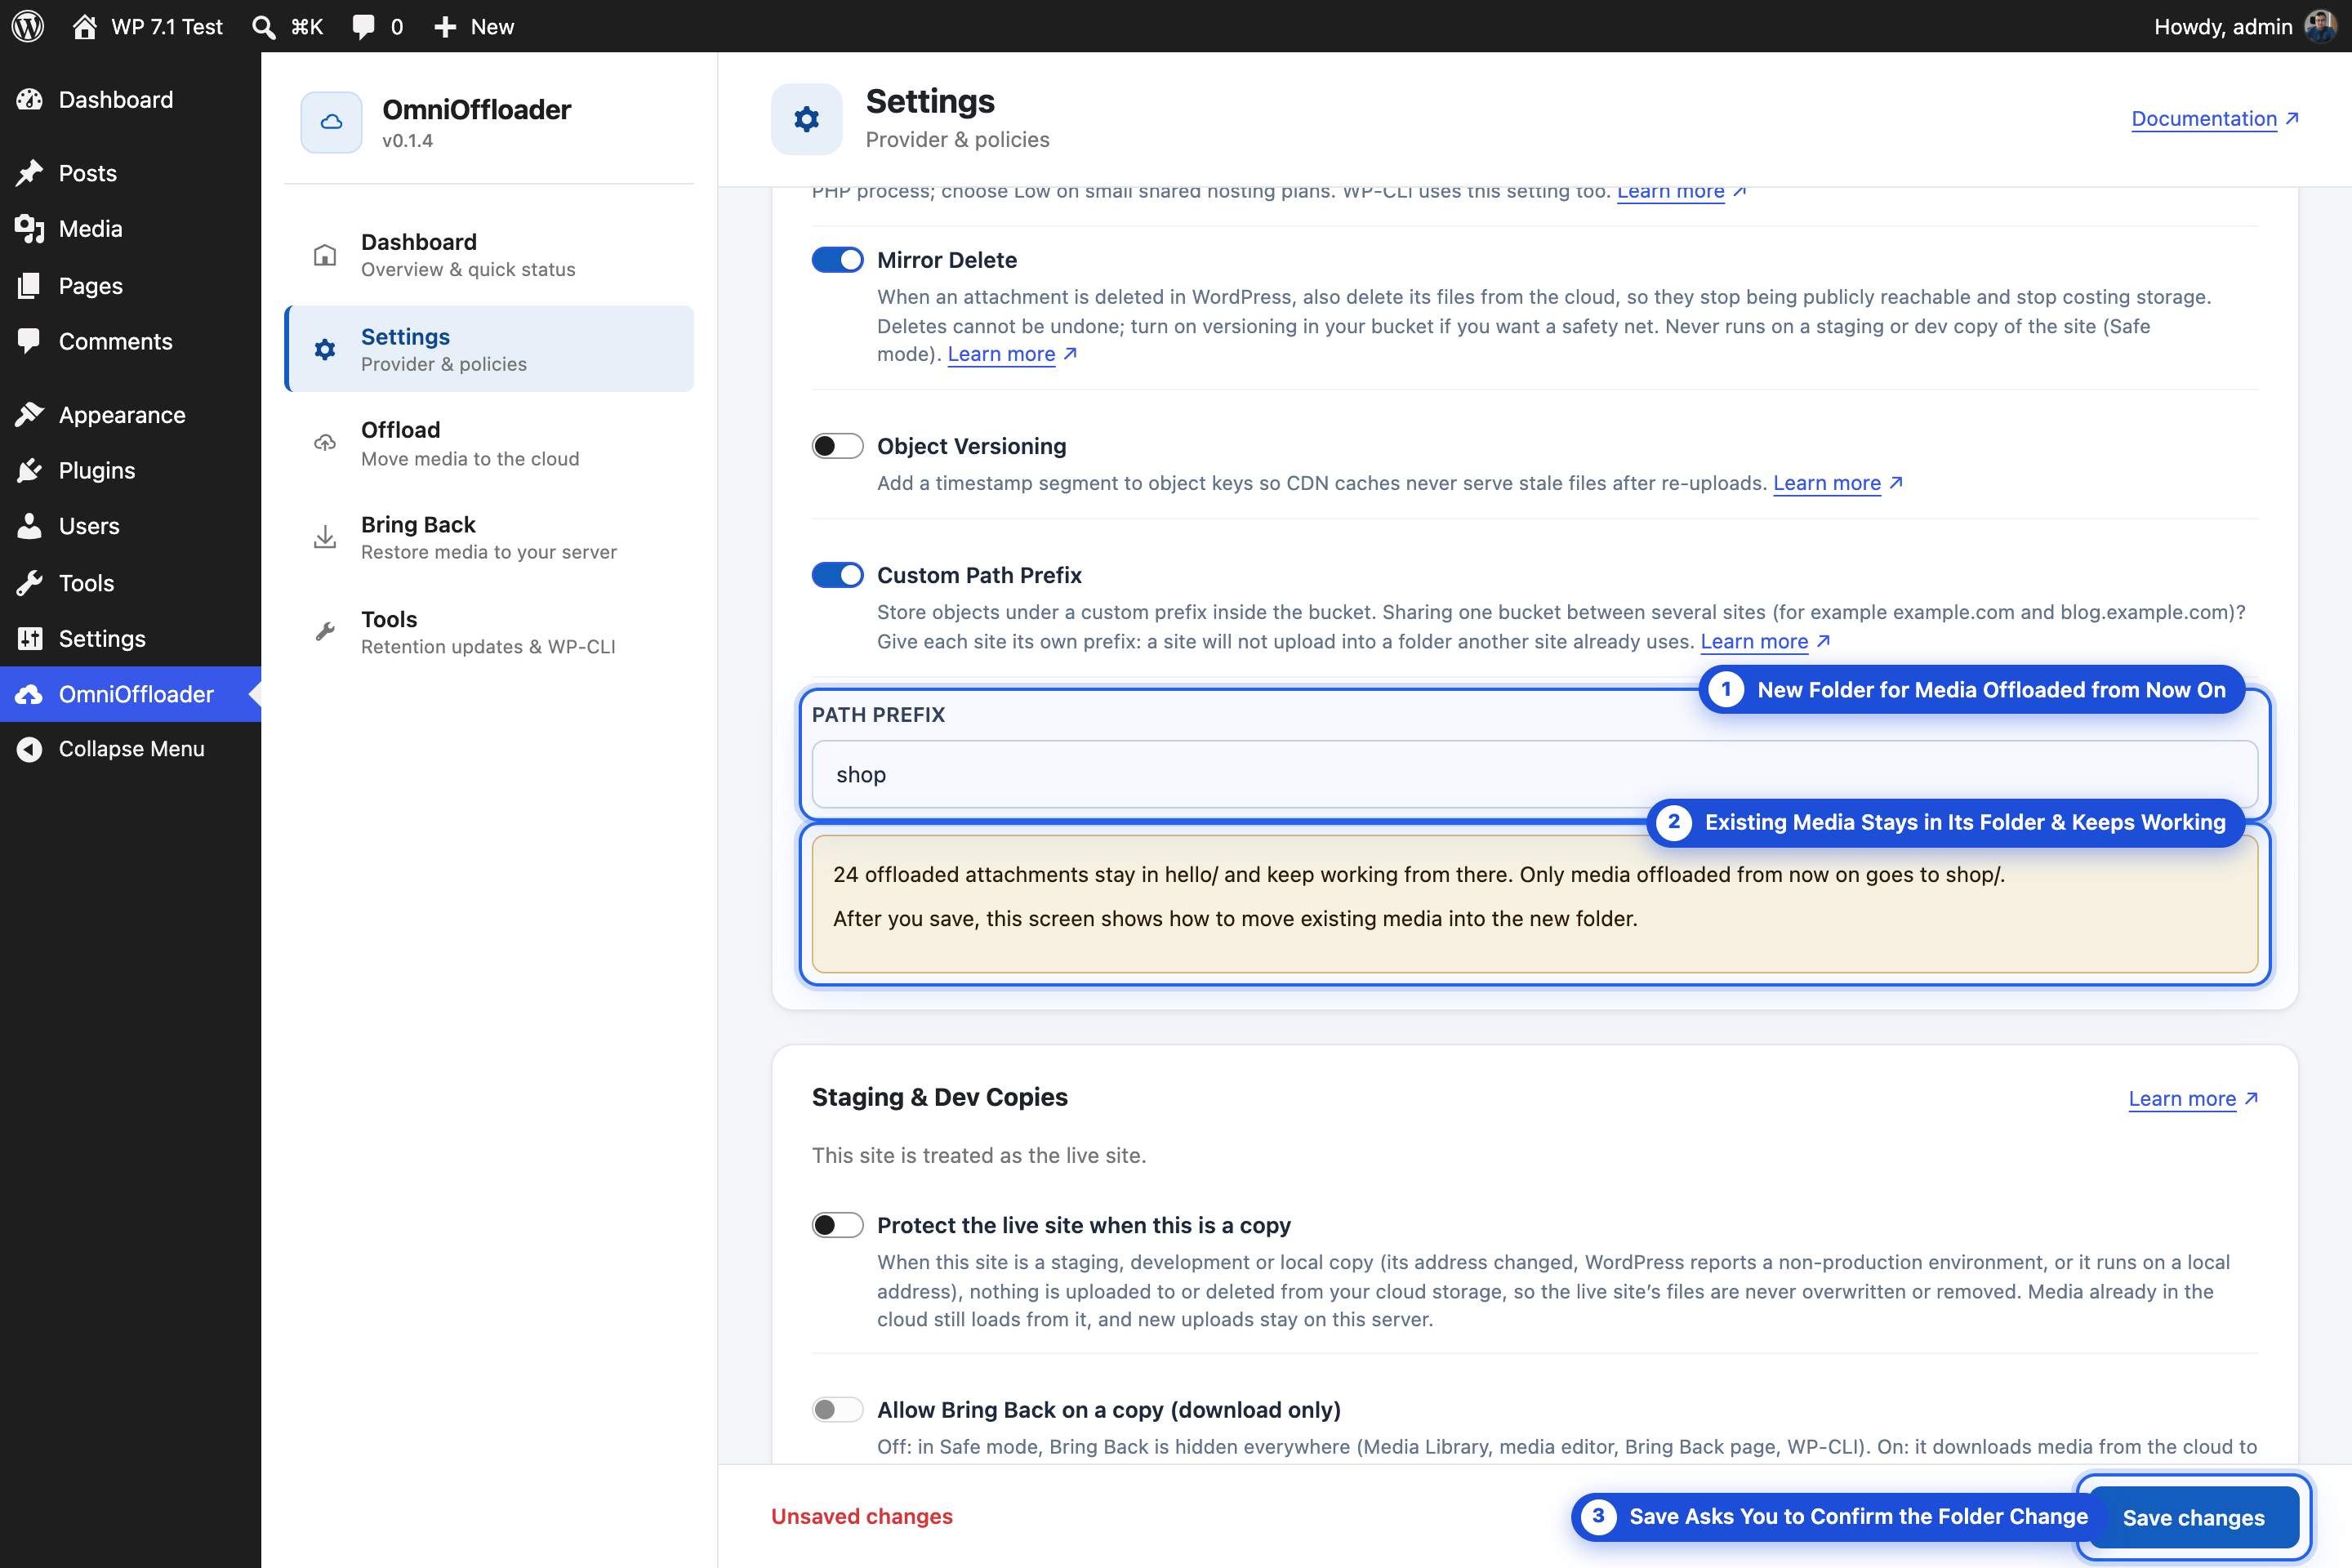 WP 7.1 Test
⌘K
0
New
Howdy, admin
Dashboard
Posts
Media
Pages
Comments
Appearance
Plugins
Users
Tools
Settings
OmniOffloader
Collapse Menu
OmniOffloader
v0.1.4
Dashboard
Overview & quick status
Settings
Provider & policies
Offload
Move media to the cloud
Bring Back
Restore media to your server
Tools
Retention updates & WP-CLI
Settings
Provider & policies
Documentation ↗
PHP process; choose Low on small shared hosting plans. WP-CLI uses this setting too. Learn more ↗
Mirror Delete
When an attachment is deleted in WordPress, also delete its files from the cloud, so they stop being publicly reachable and stop costing storage.
Deletes cannot be undone; turn on versioning in your bucket if you want a safety net. Never runs on a staging or dev copy of the site (Safe
mode). Learn more ↗
Object Versioning
Add a timestamp segment to object keys so CDN caches never serve stale files after re-uploads. Learn more ↗
Custom Path Prefix
Store objects under a custom prefix inside the bucket. Sharing one bucket between several sites (for example example.com and blog.example.com)?
Give each site its own prefix: a site will not upload into a folder another site already uses. Learn more ↗
1 New Folder for Media Offloaded from Now On
PATH PREFIX
shop
2 Existing Media Stays in Its Folder & Keeps Working
24 offloaded attachments stay in hello/ and keep working from there. Only media offloaded from now on goes to shop/.
After you save, this screen shows how to move existing media into the new folder.
Staging & Dev Copies
Learn more ↗
This site is treated as the live site.
Protect the live site when this is a copy
When this site is a staging, development or local copy (its address changed, WordPress reports a non-production environment, or it runs on a local
address), nothing is uploaded to or deleted from your cloud storage, so the live site’s files are never overwritten or removed. Media already in the
cloud still loads from it, and new uploads stay on this server.
Allow Bring Back on a copy (download only)
Off: in Safe mode, Bring Back is hidden everywhere (Media Library, media editor, Bring Back page, WP-CLI). On: it downloads media from the cloud to
Unsaved changes
3 Save Asks You to Confirm the Folder Change
Save changes